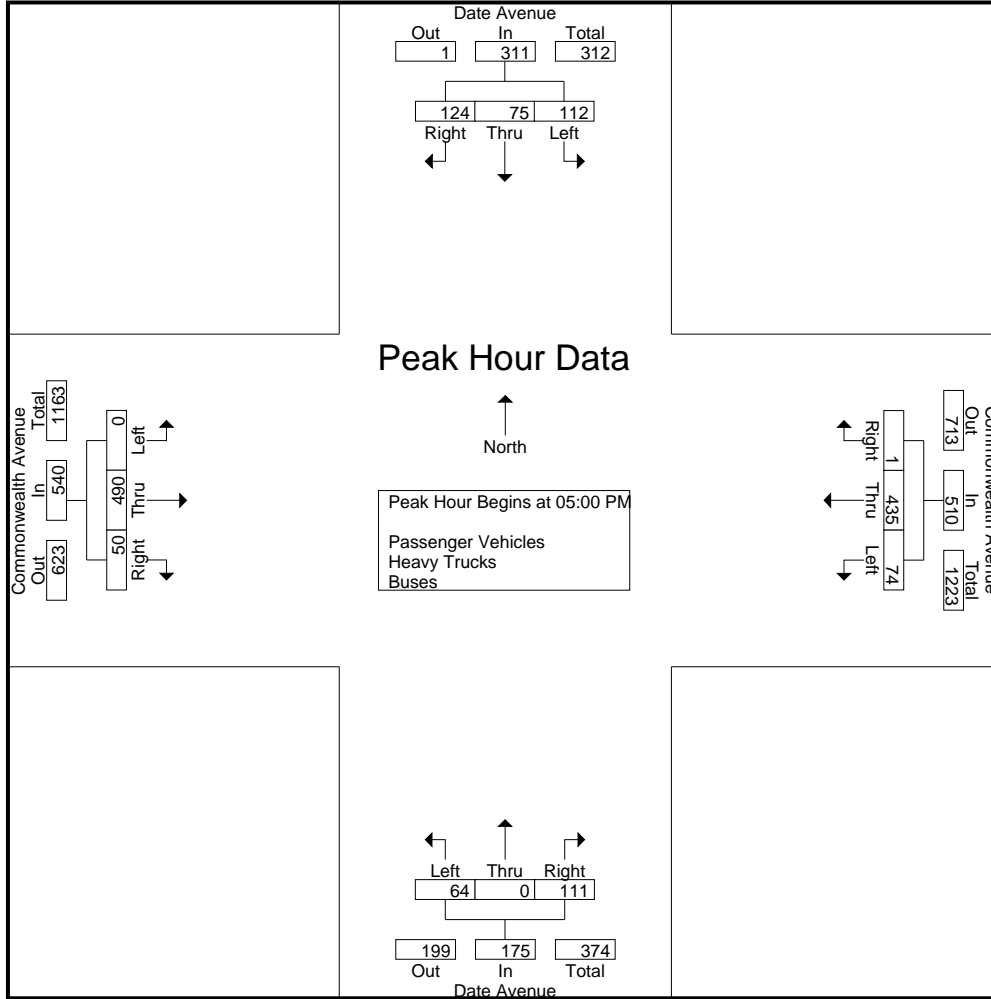 Date Avenue
Out In Total
1 311 312
124 75 112
Right Thru Left
Peak Hour Data
North
Peak Hour Begins at 05:00 PM
Passenger Vehicles
Heavy Trucks
Buses
Commonwealth Avenue
Total In Out
1163 540 623
0 490 50
Left Thru Right
Right Thru Left
1 435 74
713 510 1223
Out In Total
Commonwealth Avenue
Left Thru Right
64 0 111
199 175 374
Out In Total
Date Avenue